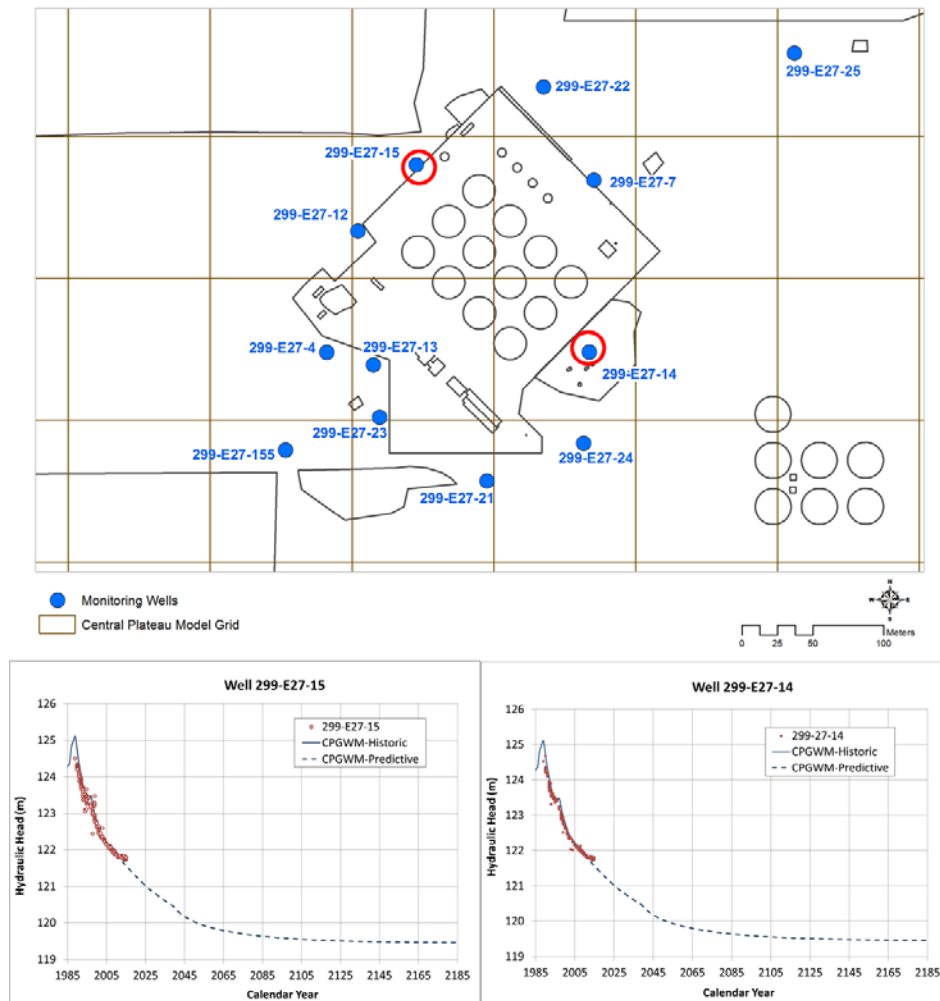 299-E27-25
299-E27-22
299-E27-15
299-E27-7
299-E27-12
299-E27-4
299-E27-13
299-E27-14
299-E27-23
299-E27-155
299-E27-24
299-E27-21
Monitoring Wells
Central Plateau Model Grid
N
W E
S
Meters
0 25 50 100
Well 299-E27-15
126
125
124
123
122
121
120
119
Hydraulic Head (m)
299-E27-15
CPGWM-Historic
CPGWM-Predictive
1985 2005 2025 2045 2065 2085 2105 2125 2145 2165 2185
Calendar Year
Well 299-E27-14
126
125
124
123
122
121
120
119
Hydraulic Head (m)
299-27-14
CPGWM-Historic
CPGWM-Predictive
1985 2005 2025 2045 2065 2085 2105 2125 2145 2165 2185
Calendar Year